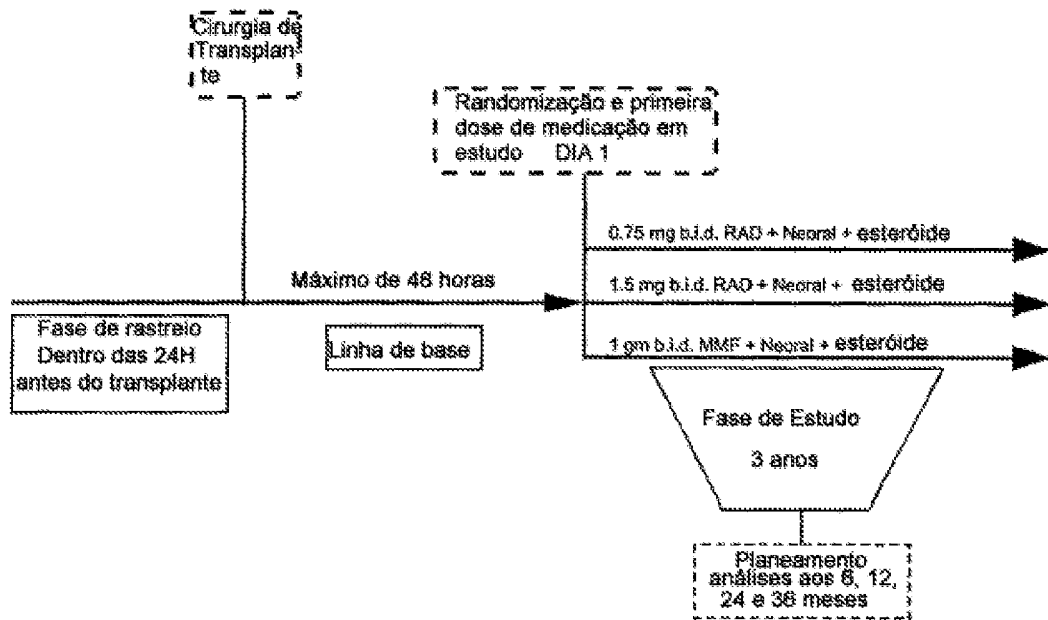 Cirurgia de
Transplan
te
Randomização e primeira
dose de medicação em
estudo DIA 1
0.75 mg b.i.d. RAD + Neoral + esteróide
Máximo de 48 horas
1.5 mg b.i.d. RAD + Neoral + esteróide
Fase de rastreio
Dentro das 24H
antes do transplante
Linha de base
1 gm b.i.d. MMF + Neoral + esteróide
Fase de Estudo
3 anos
Planeamento
análises aos 6, 12,
24 e 36 meses